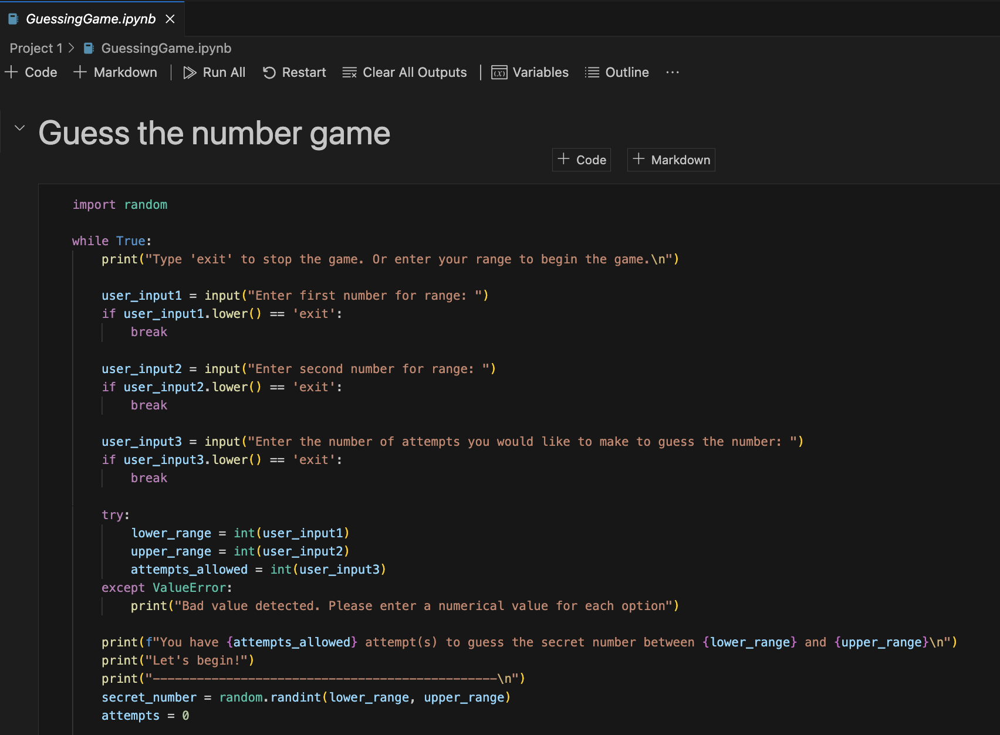 GuessingGame.ipynb
Project 1 > GuessingGame.ipynb
+ Code + Markdown | Run All Restart Clear All Outputs | (x) Variables Outline ...
Guess the number game
+ Code + Markdown
import random
while True:
    print("Type 'exit' to stop the game. Or enter your range to begin the game.\n")
    user_input1 = input("Enter first number for range: ")
    if user_input1.lower() == 'exit':
        break
    user_input2 = input("Enter second number for range: ")
    if user_input2.lower() == 'exit':
        break
    user_input3 = input("Enter the number of attempts you would like to make to guess the number: ")
    if user_input3.lower() == 'exit':
        break
    try:
        lower_range = int(user_input1)
        upper_range = int(user_input2)
        attempts_allowed = int(user_input3)
    except ValueError:
        print("Bad value detected. Please enter a numerical value for each option")
    print(f"You have {attempts_allowed} attempt(s) to guess the secret number between {lower_range} and {upper_range}\n")
    print("Let's begin!")
    print("-----------------------------------------------\n")
    secret_number = random.randint(lower_range, upper_range)
    attempts = 0